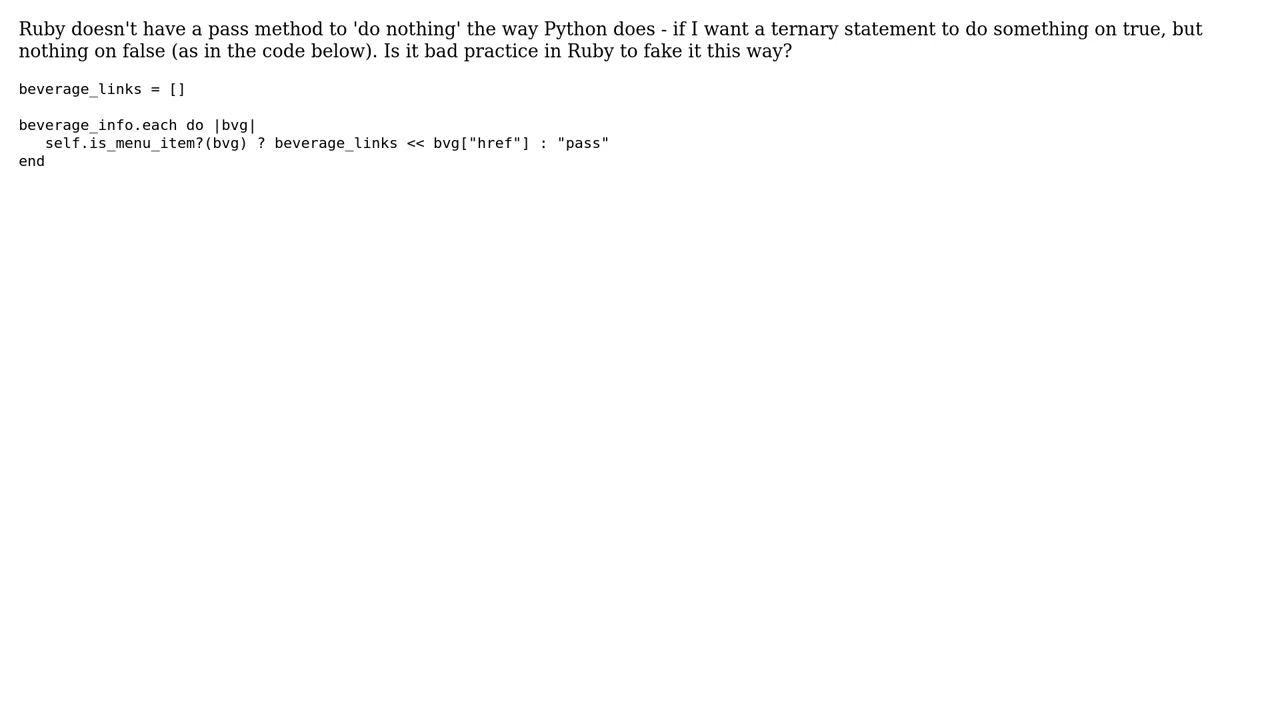 Ruby doesn't have a pass method to 'do nothing' the way Python does - if I want a ternary statement to do something on true, but
nothing on false (as in the code below). Is it bad practice in Ruby to fake it this way?
beverage_links = []
beverage_info.each do |bvg|
   self.is_menu_item?(bvg) ? beverage_links << bvg["href"] : "pass"
end